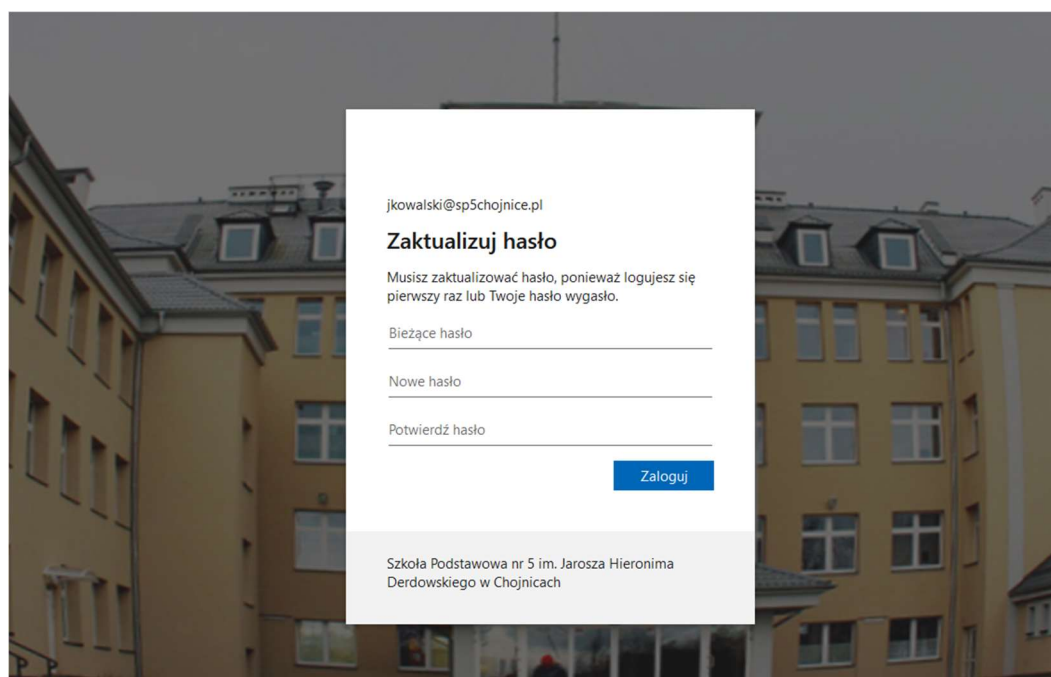 jkowalski@sp5chojnice.pl
Zaktualizuj hasło
Musisz zaktualizować hasło, ponieważ logujesz się
pierwszy raz lub Twoje hasło wygasło.
Bieżące hasło
Nowe hasło
Potwierdź hasło
Zaloguj
Szkoła Podstawowa nr 5 im. Jarosza Hieronima
Derdowskiego w Chojnicach